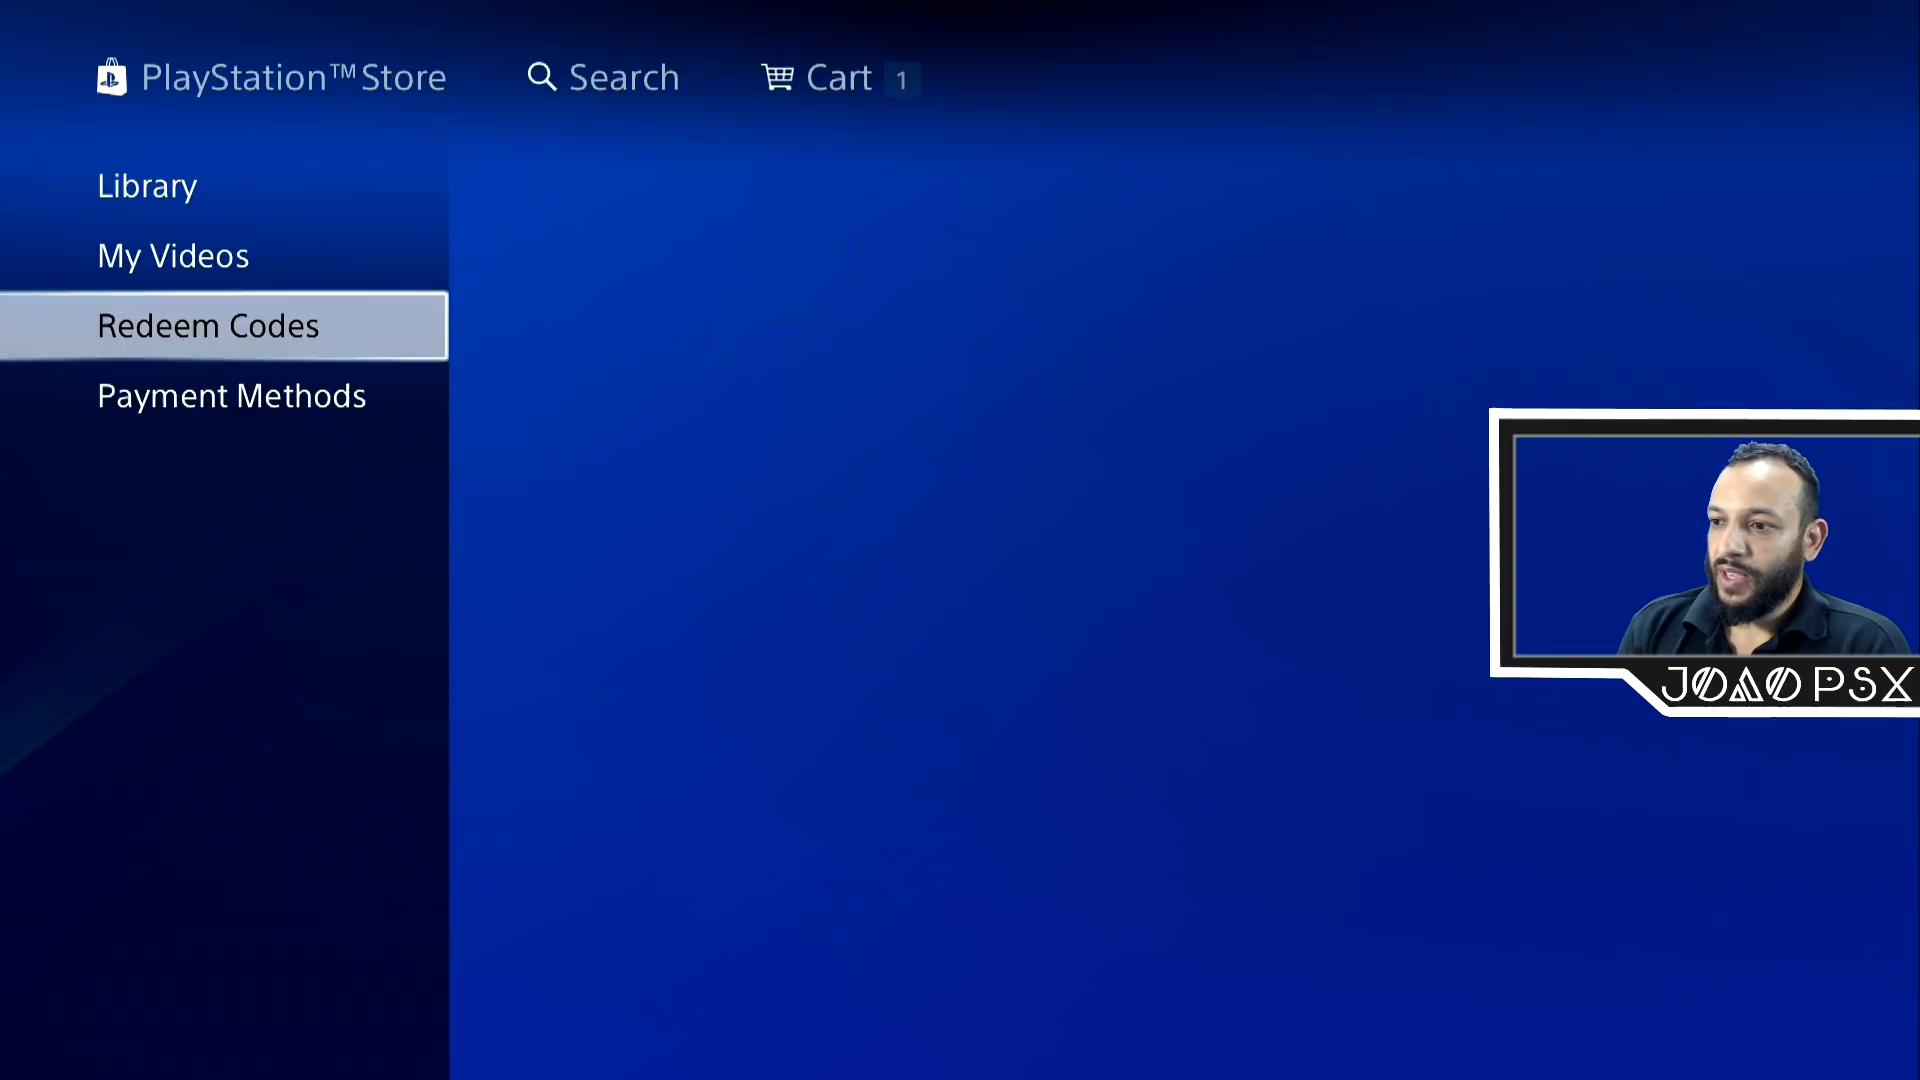 PlayStation™Store
Search
Cart 1
Library
My Videos
Redeem Codes
Payment Methods
JOAO PSX